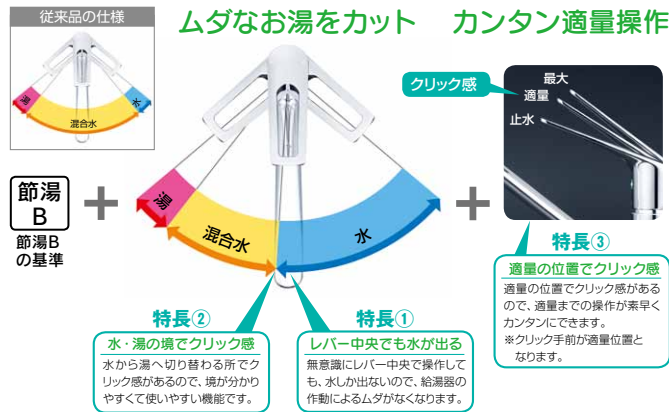 従来品の仕様
湯
混合水
水
ムダなお湯をカット
カンタン適量操作
節湯
B
節湯B
の基準
+
湯
混合水
水
+
クリック感
最大
適量
止水
特長②
水・湯の境でクリック感
水から湯へ切り替わる所でク
リック感があるので、境が分かり
やすくて使いやすい機能です。
特長①
レバー中央でも水が出る
無意識にレバー中央で操作して
も、水しか出ないので、給湯器の
作動によるムダがなくなります。
特長③
適量の位置でクリック感
適量の位置でクリック感がある
ので、適量までの操作が素早く
カンタンにできます。
※クリック手前が適量位置と
なります。